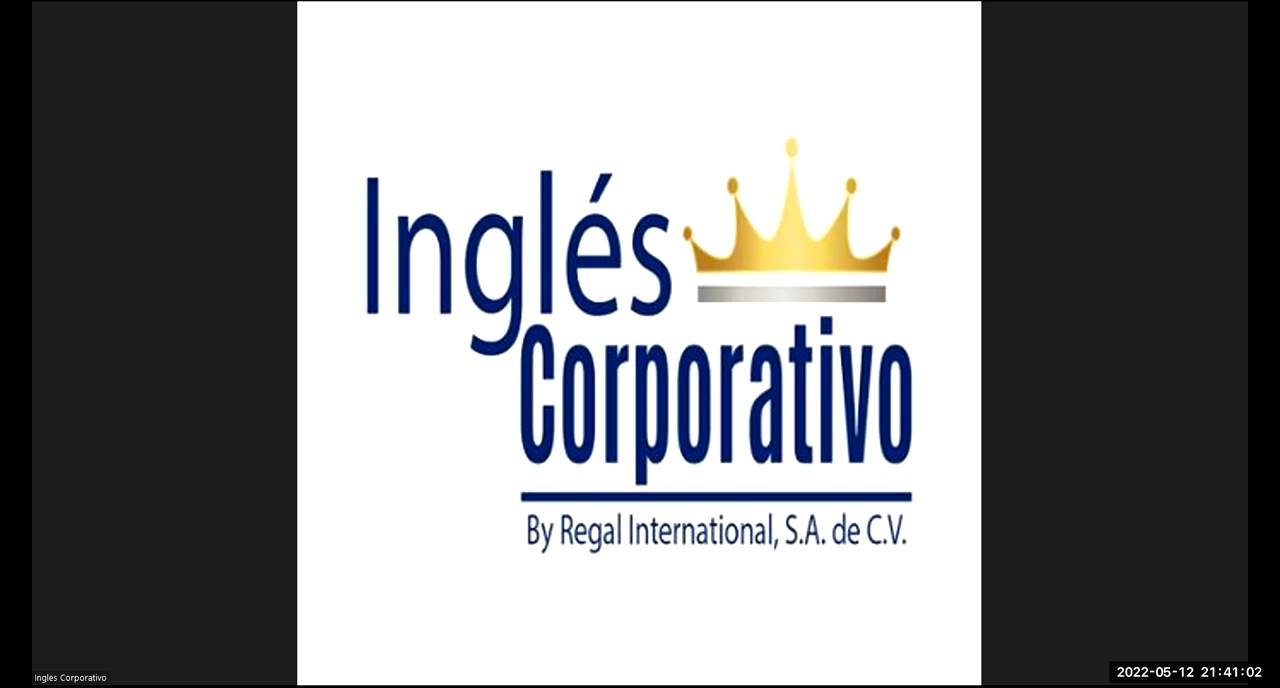 Inglés
Corporativo
By Regal International, S.A. de C.V.
Ingles Corporativo
2022-05-12 21:41:02